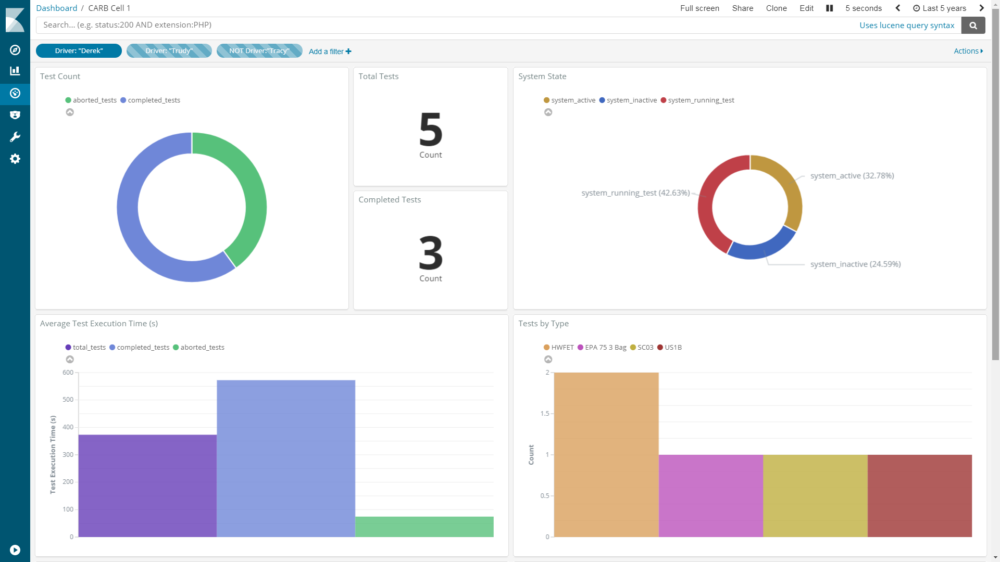 Dashboard / CARB Cell 1
Full screen Share Clone Edit 5 seconds Last 5 years
Search... (e.g. status:200 AND extension:PHP)
Uses lucene query syntax
Driver: "Derek" Driver: "Trudy" NOT Driver:"Tracy" Add a filter
Actions
Test Count
aborted_tests completed_tests
Total Tests
5
Count
Completed Tests
3
Count
System State
system_active system_inactive system_running_test
system_active (32.78%)
system_running_test (42.63%)
system_inactive (24.59%)
Average Test Execution Time (s)
total_tests completed_tests aborted_tests
600
500
400
300
200
100
0
Test Execution Time (s)
Tests by Type
HWFET EPA 75 3 Bag SC03 US1B
2
1.5
1
0.5
0
Count